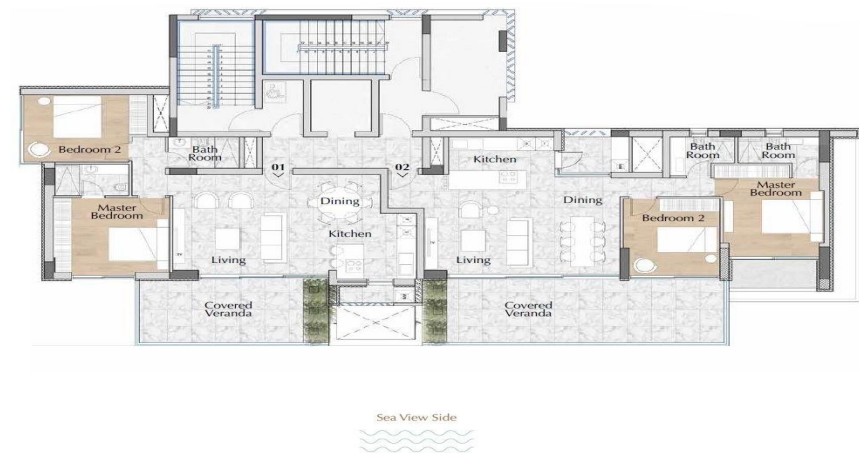 Bedroom 2
Bath
Room
01
02
Kitchen
Bath
Room
Bath
Room
Master
Bedroom
Dining
Kitchen
Living
Master
Bedroom
Dining
Bedroom 2
Living
Covered
Veranda
Covered
Veranda
Sea View Side